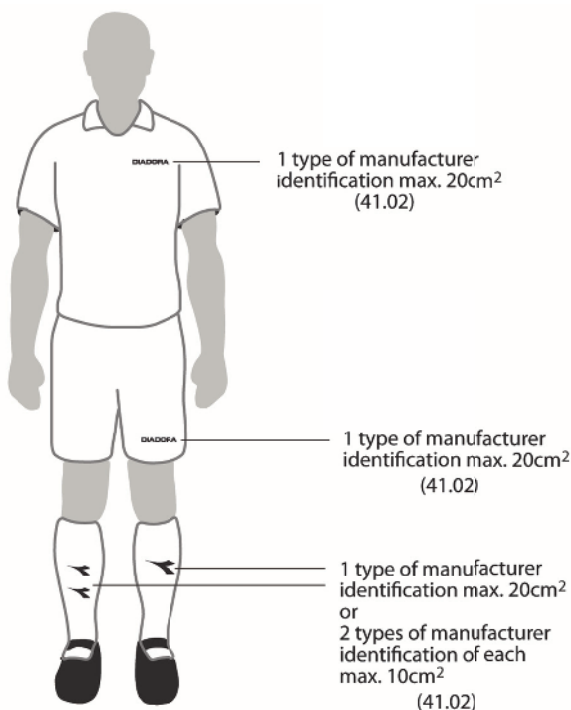 DIADORA
1 type of manufacturer
identification max. 20cm²
(41.02)
DIADORA
1 type of manufacturer
identification max. 20cm²
(41.02)
1 type of manufacturer
identification max. 20cm²
or
2 types of manufacturer
identification of each
max. 10cm²
(41.02)